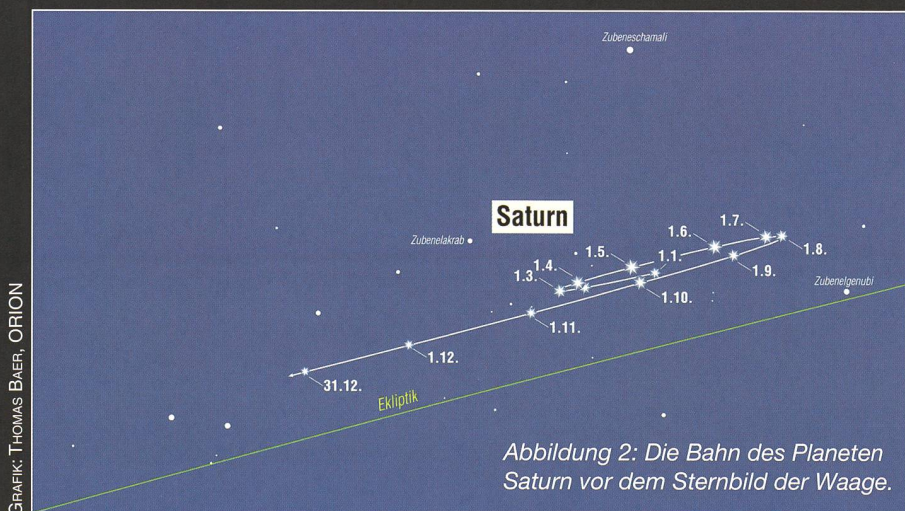 Zubeneschamali
Saturn
Zubenelakrab
1.7.
1.6.
1.8.
1.5.
1.1.
1.4.
1.9.
1.3.
Zubenelgenubi
1.10.
1.11.
1.12.
31.12.
Ekliptik
Abbildung 2: Die Bahn des Planeten
Saturn vor dem Sternbild der Waage.
GRAFIK: THOMAS BAER, ORION